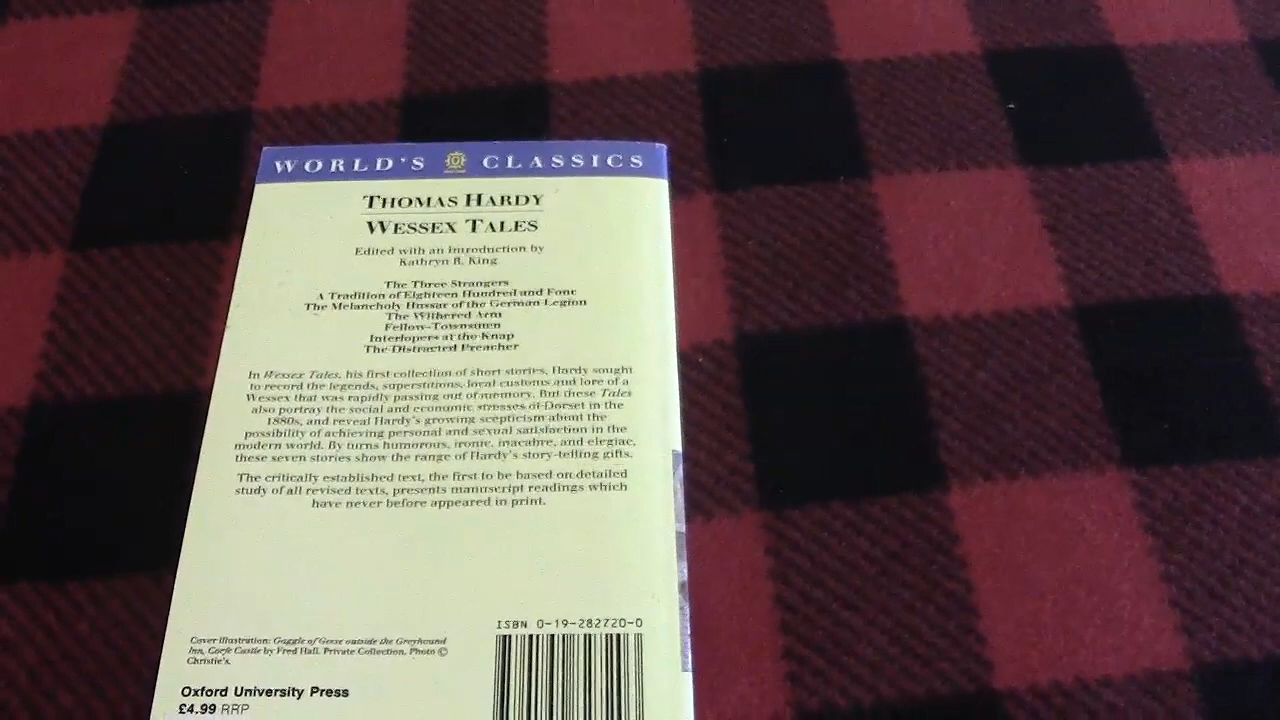 WORLD'S CLASSICS
THOMAS HARDY
WESSEX TALES
Edited with an Introduction by
Kathryn R. King
The Three Strangers
A Tradition of Eighteen Hundred and Four
The Melancholy Hussar of the German Legion
The Withered Arm
Fellow-Townsmen
Interlopers at the Knap
The Distracted Preacher
In Wessex Tales, his first collection of short stories, Hardy sought
to record the legends, superstitions, local customs and lore of a
Wessex that was rapidly passing out of memory. But these Tales
also portray the social and economic stresses of Dorset in the
1880s, and reveal Hardy's growing scepticism about the
possibility of achieving personal and sexual satisfaction in the
modern world. By turns humorous, ironic, macabre, and elegiac,
these seven stories show the range of Hardy's story-telling gifts.
The critically established text, the first to be based on detailed
study of all revised texts, presents manuscript readings which
have never before appeared in print.
ISBN 0-19-282720-0
Cover illustration: Gaggle of Geese outside the Greyhound
Inn, Corfe Castle by Fred Hall. Private Collection. Photo ©
Christie's.
Oxford University Press
£4.99 RRP